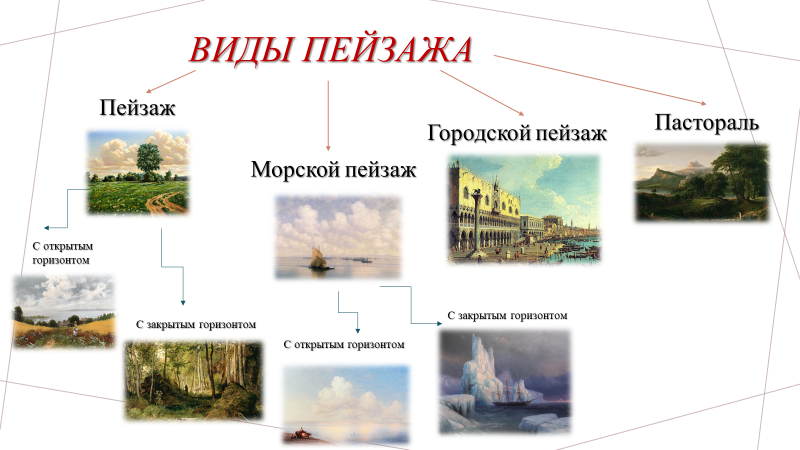 ВИДЫ ПЕЙЗАЖА
Пейзаж
Морской пейзаж
Городской пейзаж
Пастораль
С открытым
горизонтом
С закрытым горизонтом
С открытым горизонтом
С закрытым горизонтом